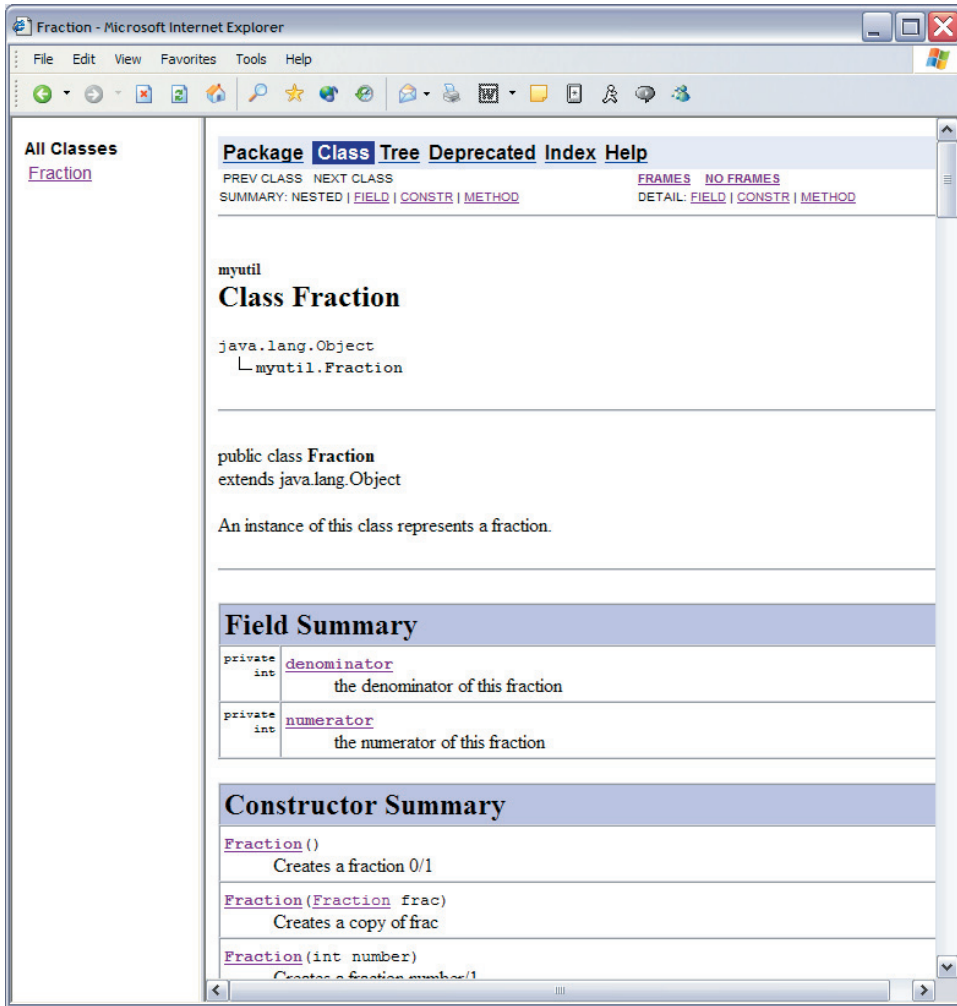 Fraction - Microsoft Internet Explorer
File Edit View Favorites Tools Help
All Classes
Fraction
Package Class Tree Deprecated Index Help
PREV CLASS NEXT CLASS
FRAMES NO FRAMES
SUMMARY: NESTED | FIELD | CONSTR | METHOD
DETAIL: FIELD | CONSTR | METHOD
myutil
Class Fraction
java.lang.Object
myutil.Fraction
public class Fraction
extends java.lang.Object
An instance of this class represents a fraction.
Field Summary
private int
denominator
the denominator of this fraction
private int
numerator
the numerator of this fraction
Constructor Summary
Fraction()
Creates a fraction 0/1
Fraction(Fraction frac)
Creates a copy of frac
Fraction(int number)
Creates a fraction number/1